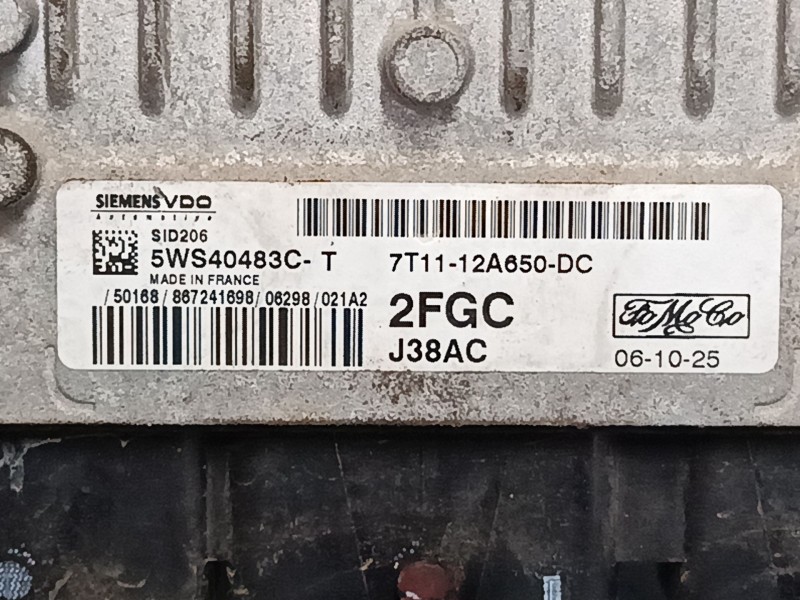 SIEMENS VDO
Automotive
SID206
5WS40483C-T 7T11-12A650-DC
MADE IN FRANCE
/50168/867241698/06298/021A2
2FGC
FoMoCo
J38AC
06-10-25